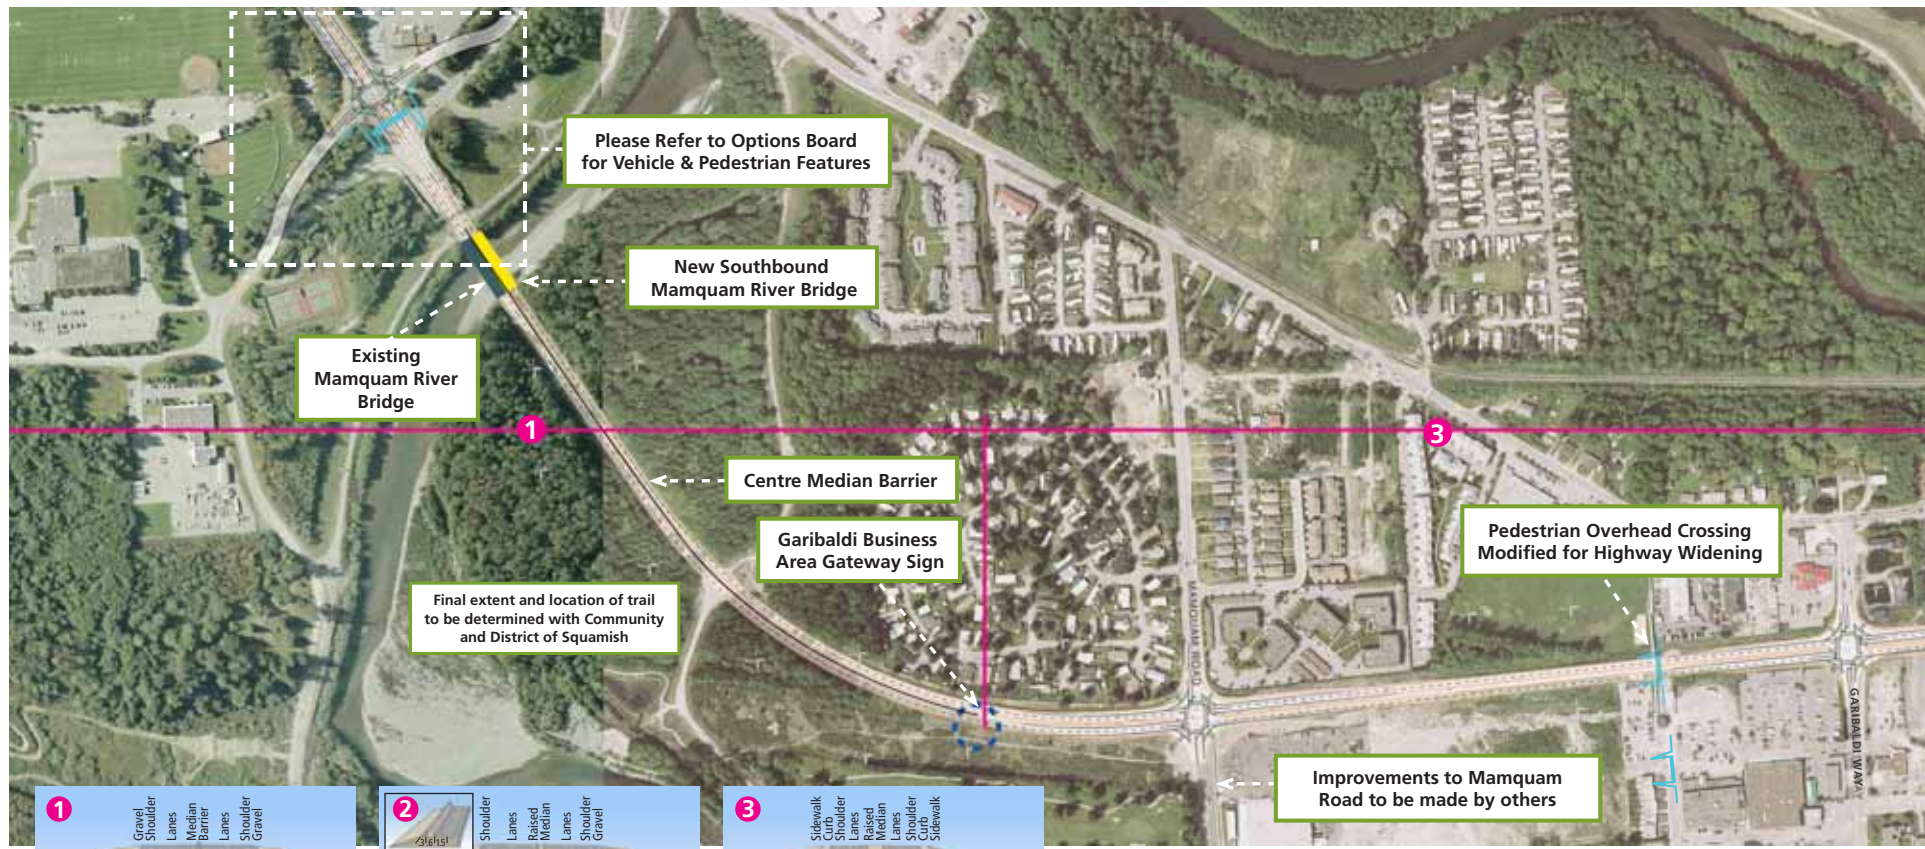 Please Refer to Options Board
for Vehicle & Pedestrian Features
New Southbound
Mamquam River Bridge
Existing
Mamquam River
Bridge
1
3
Centre Median Barrier
Garibaldi Business
Area Gateway Sign
Pedestrian Overhead Crossing
Modified for Highway Widening
Final extent and location of trail
to be determined with Community
and District of Squamish
MAMQUAM ROAD
GARIBALDI WAY
Improvements to Mamquam
Road to be made by others
1
Gravel
Shoulder
Lanes
Median
Barrier
Lanes
Shoulder
Gravel
2
Shoulder
Lanes
Raised
Median
Lanes
Shoulder
Gravel
3
Sidewalk
Curb
Shoulder
Lanes
Raised
Median
Lanes
Shoulder
Curb
Sidewalk